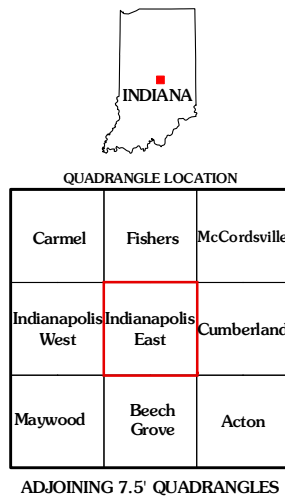 INDIANA
QUADRANGLE LOCATION
Carmel
Fishers
McCordsville
Indianapolis
West
Indianapolis
East
Cumberland
Maywood
Beech
Grove
Acton
ADJOINING 7.5' QUADRANGLES